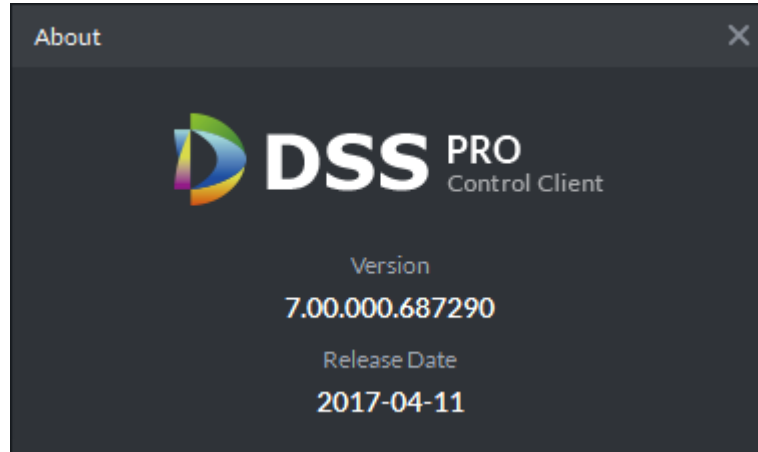 About
DSS PRO
Control Client
Version
7.00.000.687290
Release Date
2017-04-11